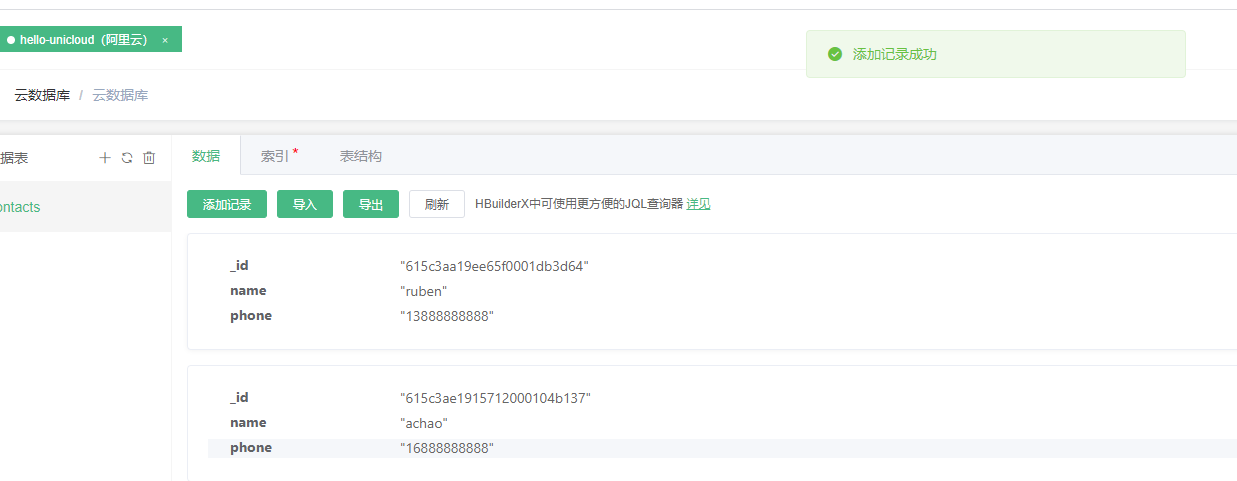 hello-unicloud（阿里云） ×
添加记录成功
云数据库 / 云数据库
据表
数据 索引 * 表结构
ontacts
添加记录 导入 导出 刷新 HBuilderX中可使用更方便的JQL查询器 详见
_id "615c3aa19ee65f0001db3d64"
name "ruben"
phone "13888888888"
_id "615c3ae1915712000104b137"
name "achao"
phone "16888888888"